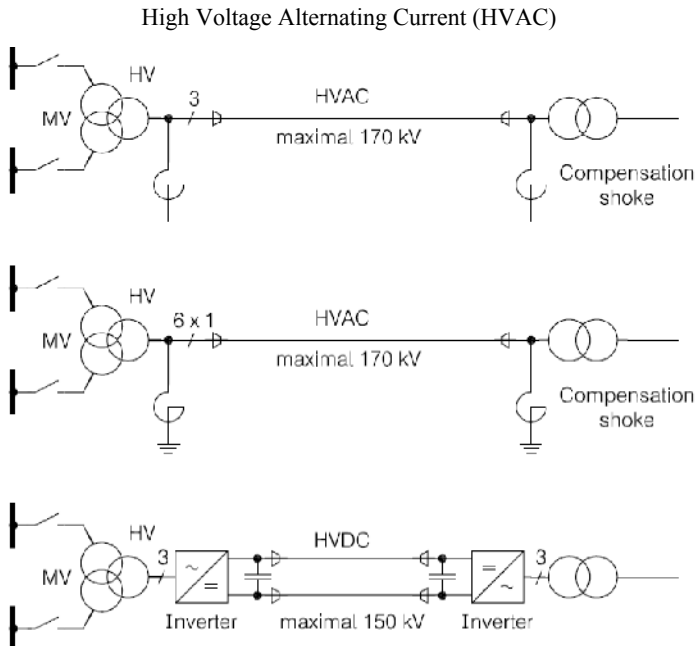 High Voltage Alternating Current (HVAC)
HV
3
HVAC
MV
maximal 170 kV
Compensation
shoke
HV
6 x 1
HVAC
MV
maximal 170 kV
Compensation
shoke
HV
3
HVDC
3
MV
~
=
=
~
Inverter
maximal 150 kV
Inverter